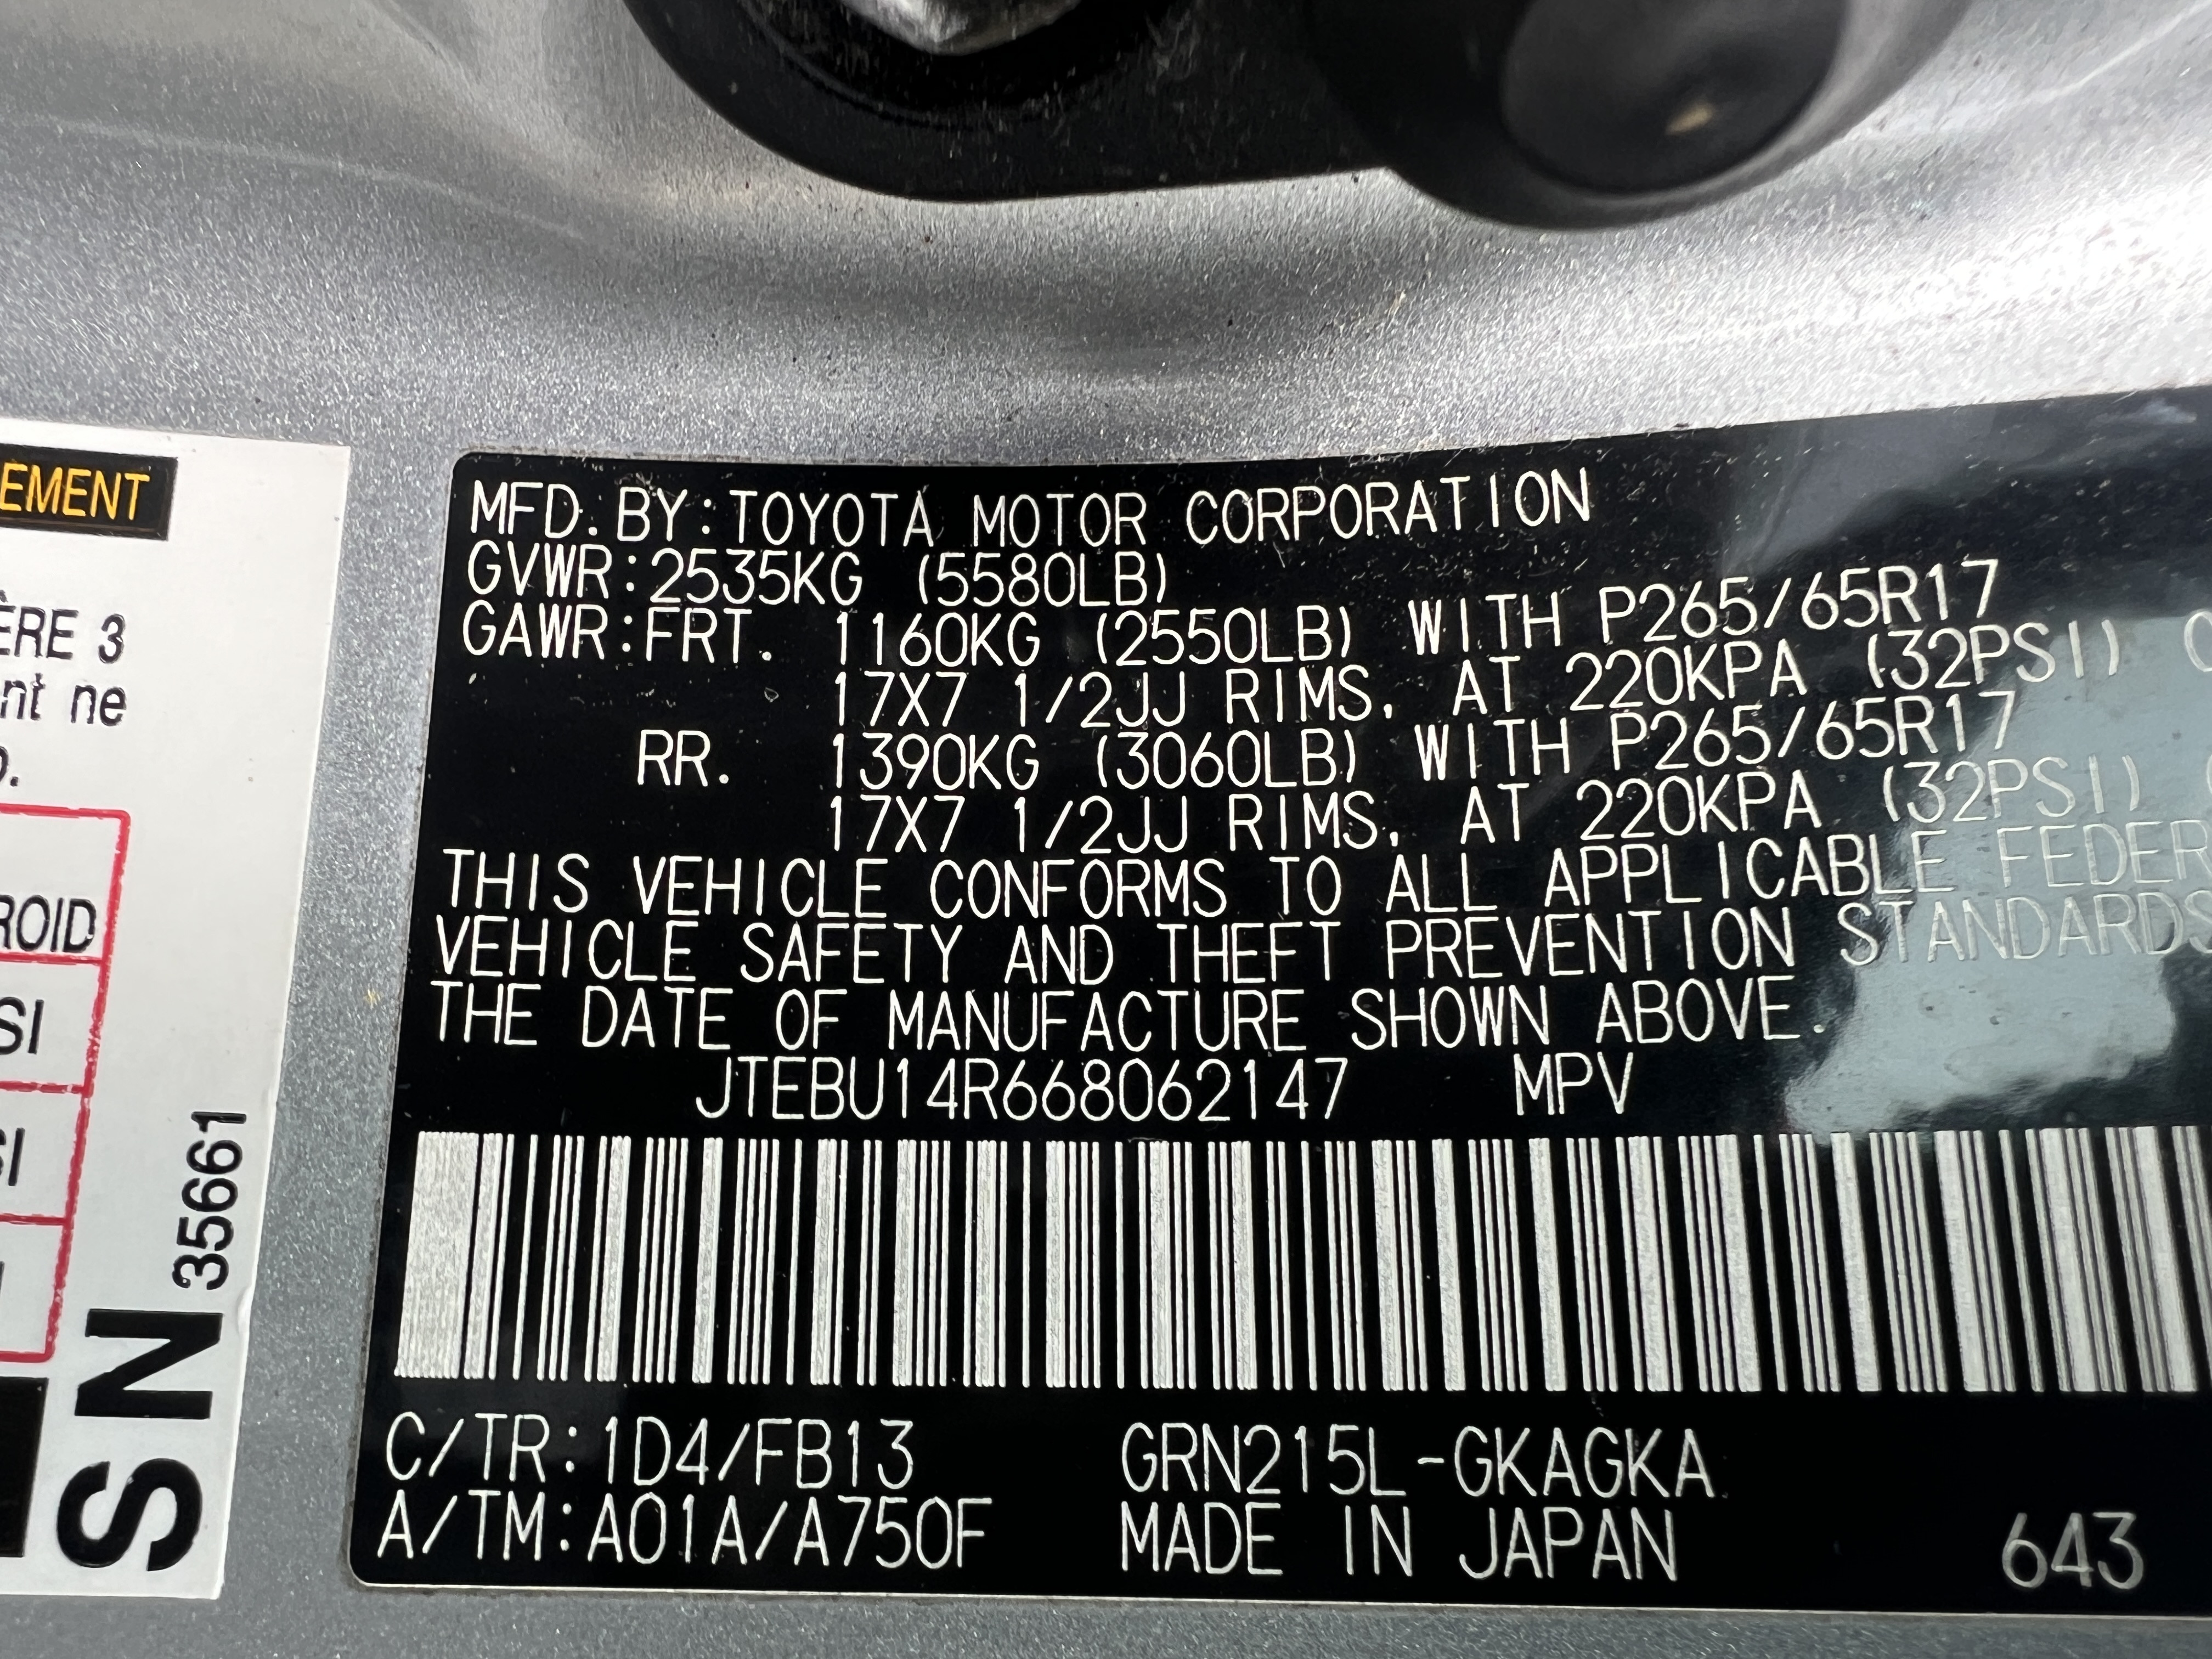 EMENT
ÈRE 3
nt ne
ROID
SI
SI
SN 35661
MFD. BY: TOYOTA MOTOR CORPORATION
GVWR: 2535KG (5580LB)
GAWR: FRT. 1160KG (2550LB) WITH P265/65R17
17X7 1/2JJ RIMS, AT 220KPA (32PSI) C
RR. 1390KG (3060LB) WITH P265/65R17
17X7 1/2JJ RIMS, AT 220KPA (32PSI)
THIS VEHICLE CONFORMS TO ALL APPLICABLE FEDER
VEHICLE SAFETY AND THEFT PREVENTION STANDARDS
THE DATE OF MANUFACTURE SHOWN ABOVE.
JTEBU14R668062147 MPV
C/TR: 1D4/FB13 GRN215L-GKAGKA
A/TM: A01A/A750F MADE IN JAPAN 643